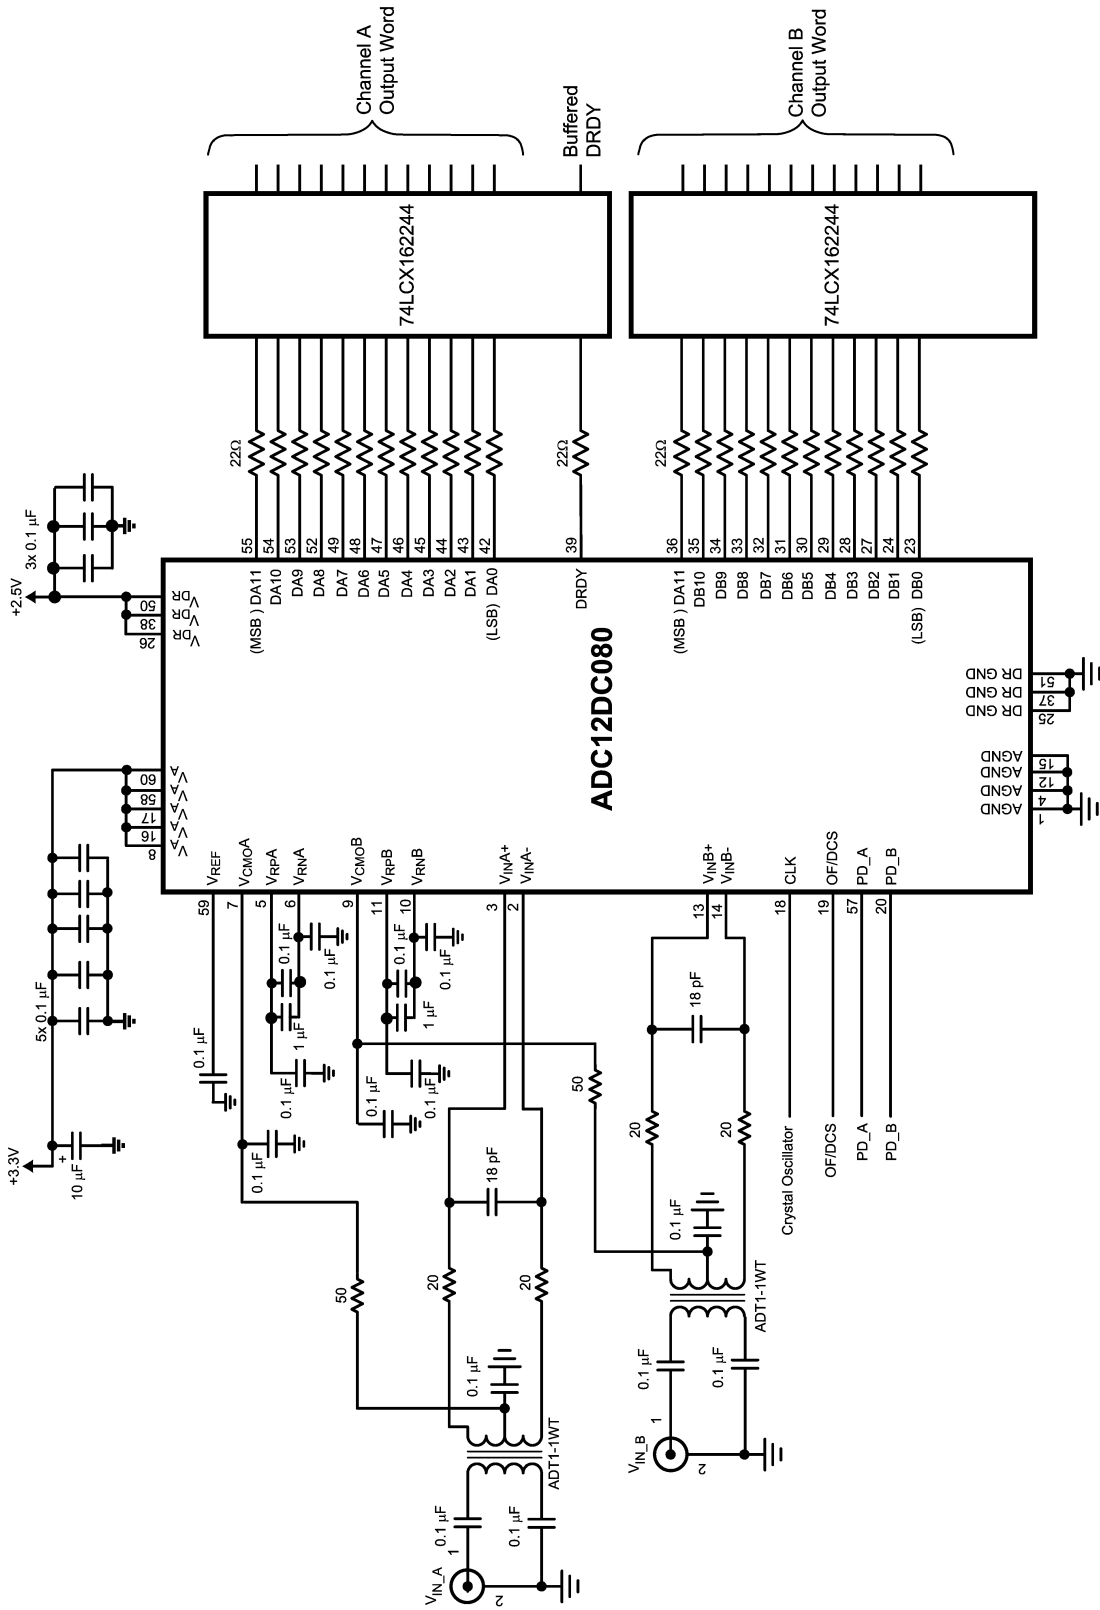 +3.3V
+
10 µF
5x 0.1 µF
+2.5V
3x 0.1 µF
8
16
17
58
60
VA
VA
VA
VA
VA
26
38
50
VDR
VDR
VDR
ADC12DC080
59
7
5
6
9
11
10
3
2
13
14
18
19
57
20
VREF
VCMOA
VRPA
VRNA
VCMOB
VRPB
VRNB
VINA+
VINA-
VINB+
VINB-
CLK
OF/DCS
PD_A
PD_B
0.1 µF
0.1 µF
0.1 µF
1 µF
0.1 µF
0.1 µF
0.1 µF
0.1 µF
1 µF
0.1 µF
0.1 µF
50
50
20
20
18 pF
0.1 µF
ADT1-1WT
0.1 µF
0.1 µF
VIN_A
1
2
20
20
18 pF
0.1 µF
ADT1-1WT
0.1 µF
0.1 µF
VIN_B
1
2
Crystal Oscillator
OF/DCS
PD_A
PD_B
(MSB ) DA11
DA10
DA9
DA8
DA7
DA6
DA5
DA4
DA3
DA2
DA1
(LSB) DA0
DRDY
(MSB ) DA11
DB10
DB9
DB8
DB7
DB6
DB5
DB4
DB3
DB2
DB1
(LSB) DB0
55
54
53
52
49
48
47
46
45
44
43
42
39
36
35
34
33
32
31
30
29
28
27
24
23
22Ω
22Ω
22Ω
74LCX162244
74LCX162244
Channel A
Output Word
Buffered
DRDY
Channel B
Output Word
AGND
AGND
AGND
AGND
1
4
12
15
DR GND
DR GND
DR GND
25
37
51